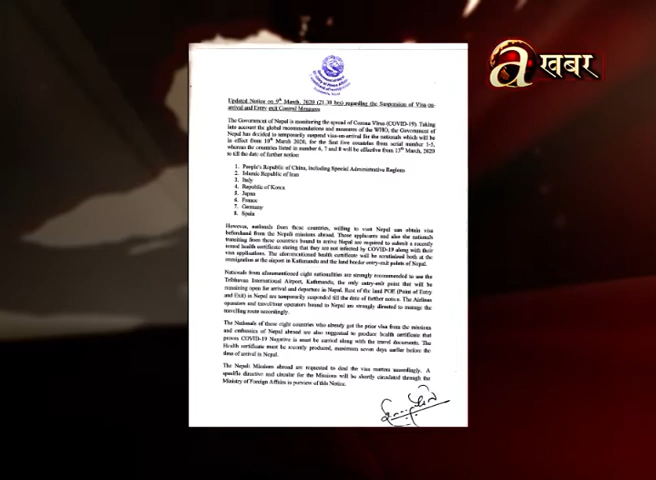 a खबर
Updated Notice on 9th March, 2020 (21.30 hrs) regarding the Suspension of Visa-on-
arrival and Entry-exit Control Measures
The Government of Nepal is monitoring the spread of Corona Virus (COVID-19). Taking
into account the global recommendations and measures of the WHO, the Government of
Nepal has decided to temporarily suspend visa-on-arrival for the nationals which will be
in effect from 10th March, 2020, for the first five countries from serial number 1-5,
whereas the countries listed in number 6, 7 and 8 will be effective from 13th March, 2020
to till the date of further notice:
1. People's Republic of China, including Special Administrative Regions
2. Islamic Republic of Iran
3. Italy
4. Republic of Korea
5. Japan
6. France
7. Germany
8. Spain
However, nationals from these countries, willing to visit Nepal can obtain visa
beforehand from the Nepali missions abroad. Those applicants and also the nationals
transiting from these countries bound to arrive Nepal are required to submit a recently
tested health certificate stating that they are not infected by COVID-19 along with their
visa applications. The aforementioned health certificate will be scrutinized both at the
immigration at the airport in Kathmandu and the land border entry-exit points of Nepal.
Nationals from aforementioned eight nationalities are strongly recommended to use the
Tribhuvan International Airport, Kathmandu, the only entry-exit point that will be
remaining open for arrival and departure in Nepal. Rest of the land POE (Point of Entry
and Exit) in Nepal are temporarily suspended till the date of further notice. The Airlines
operators and travel/tour operators bound to Nepal are strongly directed to manage the
travelling route accordingly.
The Nationals of these eight countries who already got the prior visa from the missions
and embassies of Nepal abroad are also suggested to produce health certificate that
proves COVID-19 Negative is must be carried along with the travel documents. The
Health certificate must be recently produced, maximum seven days earlier before the
time of arrival in Nepal.
The Nepali Missions abroad are requested to deal the visa matters accordingly. A
specific directive and circular for the Missions will be shortly circulated through the
Ministry of Foreign Affairs in purview of this Notice.